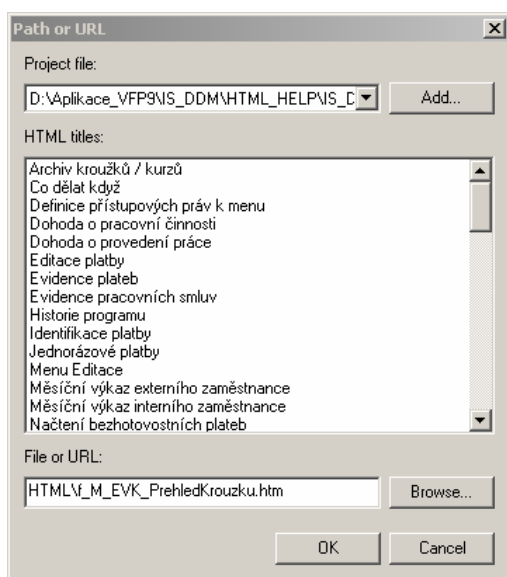 Path or URL
Project file:
D:\Aplikace_VFP9\IS_DDM\HTML_HELP\IS_D
Add...
HTML titles:
Archiv kroužků / kurzů
Co dělat když
Definice přístupových práv k menu
Dohoda o pracovní činnosti
Dohoda o provedení práce
Editace platby
Evidence plateb
Evidence pracovních smluv
Historie programu
Identifikace platby
Jednorázové platby
Menu Editace
Měsíční výkaz externího zaměstnance
Měsíční výkaz interního zaměstnance
Načtení bezhotovostních plateb
File or URL:
HTML\f_M_EVK_PrehledKrouzku.htm
Browse...
OK
Cancel